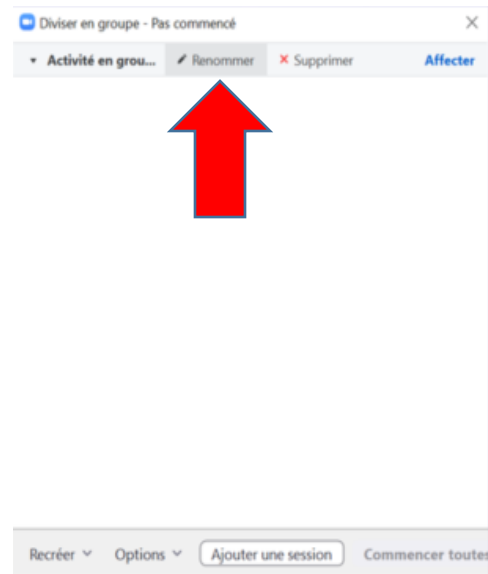 Diviser en groupe - Pas commencé
Activité en grou... Renommer Supprimer Affecter
Recréer Options Ajouter une session Commencer toutes